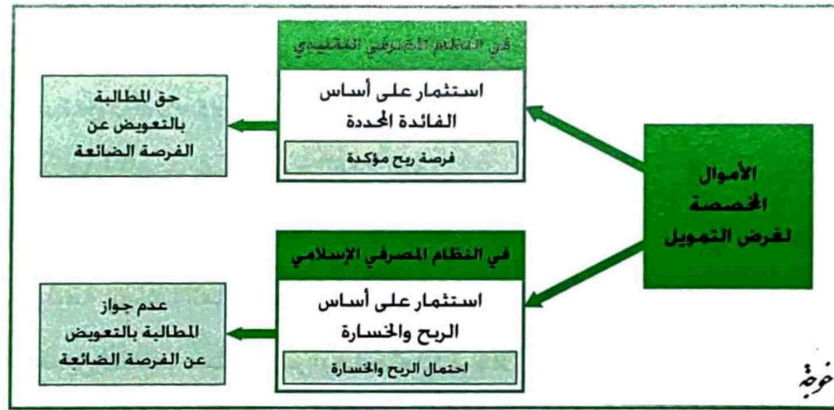 الأموال
المخصصة
لغرض التمويل
في النظام المصرفي التقليدي
استثمار على أساس
الفائدة المحددة
فرصة ربح مؤكدة
حق المطالبة
بالتعويض عن
الفرصة الضائعة
في النظام المصرفي الإسلامي
استثمار على أساس
الربح والخسارة
احتمال الربح والخسارة
عدم جواز
المطالبة بالتعويض
عن الفرصة الضائعة